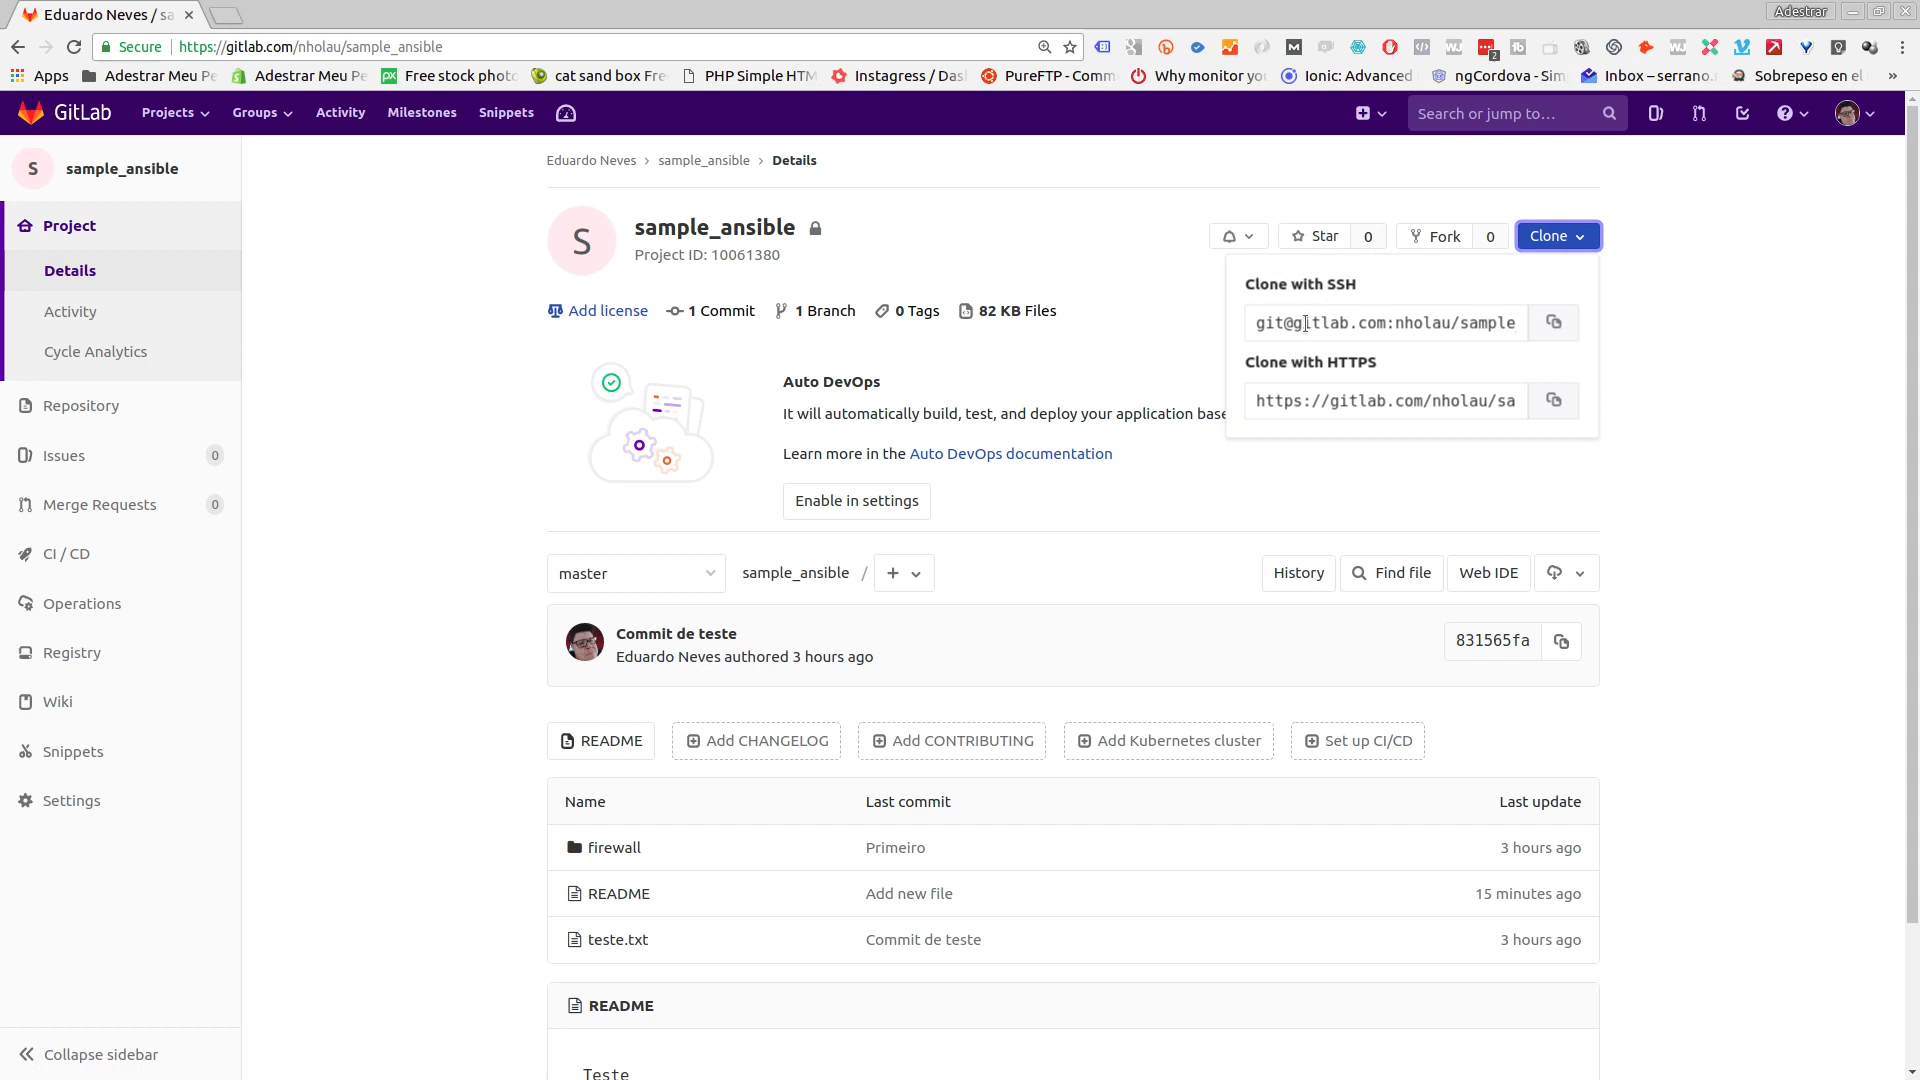 Eduardo Neves / sa
Adestrar
Secure
https://gitlab.com/nholau/sample_ansible
2
Apps
Adestrar Meu Pe
Adestrar Meu Pe
Free stock photo
cat sand box Fre
PHP Simple HTM
Instagress / Das
PureFTP - Comm
Why monitor yo
Ionic: Advanced
ngCordova - Sim
Inbox – serrano.
Sobrepeso en el
»
GitLab
Projects
Groups
Activity
Milestones
Snippets
Search or jump to…
S
sample_ansible
Project
Details
Activity
Cycle Analytics
Repository
Issues
0
Merge Requests
0
CI / CD
Operations
Registry
Wiki
Snippets
Settings
Collapse sidebar
Eduardo Neves › sample_ansible › Details
S
sample_ansible
Project ID: 10061380
Star
0
Fork
0
Clone
Clone with SSH
git@gitlab.com:nholau/sample
Clone with HTTPS
https://gitlab.com/nholau/sa
Add license
1 Commit
1 Branch
0 Tags
82 KB Files
Auto DevOps
It will automatically build, test, and deploy your application base
Learn more in the Auto DevOps documentation
Enable in settings
master
sample_ansible /
+
History
Find file
Web IDE
Commit de teste
Eduardo Neves authored 3 hours ago
831565fa
README
Add CHANGELOG
Add CONTRIBUTING
Add Kubernetes cluster
Set up CI/CD
Name
Last commit
Last update
firewall
Primeiro
3 hours ago
README
Add new file
15 minutes ago
teste.txt
Commit de teste
3 hours ago
README
Teste